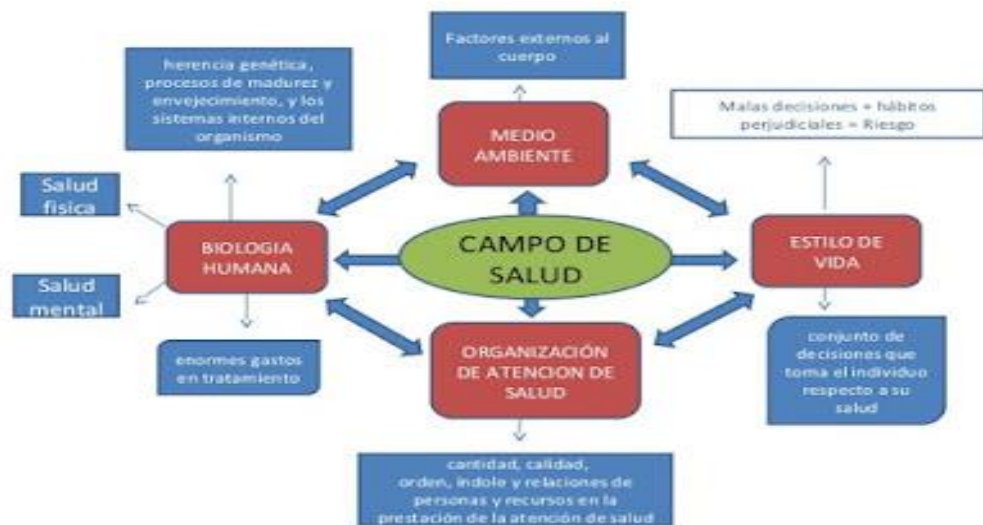 Factores externos al
cuerpo
herencia genética,
procesos de madurez y
envejecimiento, y los
sistemas internos del
organismo
MEDIO
AMBIENTE
Malas decisiones + hábitos
perjudiciales = Riesgo
Salud
fisica
BIOLOGIA
HUMANA
CAMPO DE
SALUD
ESTILO DE
VIDA
Salud
mental
enormes gastos
en tratamiento
ORGANIZACIÓN
DE ATENCION DE
SALUD
conjunto de
decisiones que
toma el individuo
respecto a su
salud
cantidad, calidad,
orden, índole y relaciones de
personas y recursos en la
prestación de la atención de salud